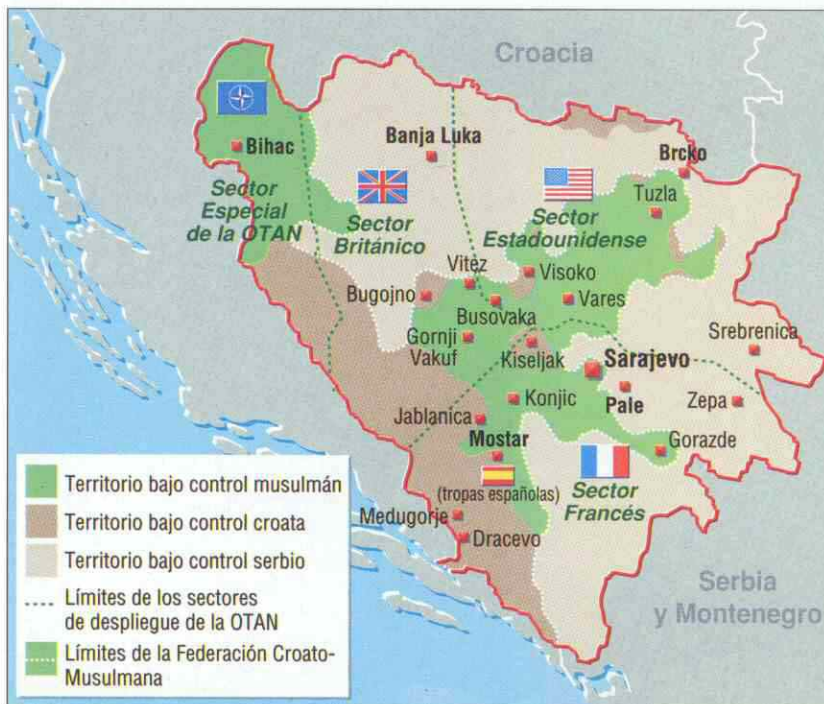 Croacia
Bihac
Banja Luka
Brcko
Sector
Especial
de la OTAN
Sector
Británico
Sector
Estadounidense
Tuzla
Vitez
Visoko
Bugojno
Busovaka
Vares
Gornji
Vakuf
Kiseljak
Sarajevo
Srebrenica
Konjic
Pale
Zepa
Jablanica
Mostar
Gorazde
(tropas españolas)
Sector
Francés
Medugorje
Dracevo
Serbia
y Montenegro
Territorio bajo control musulmán
Territorio bajo control croata
Territorio bajo control serbio
Límites de los sectores
de despliegue de la OTAN
Límites de la Federación Croato-
Musulmana